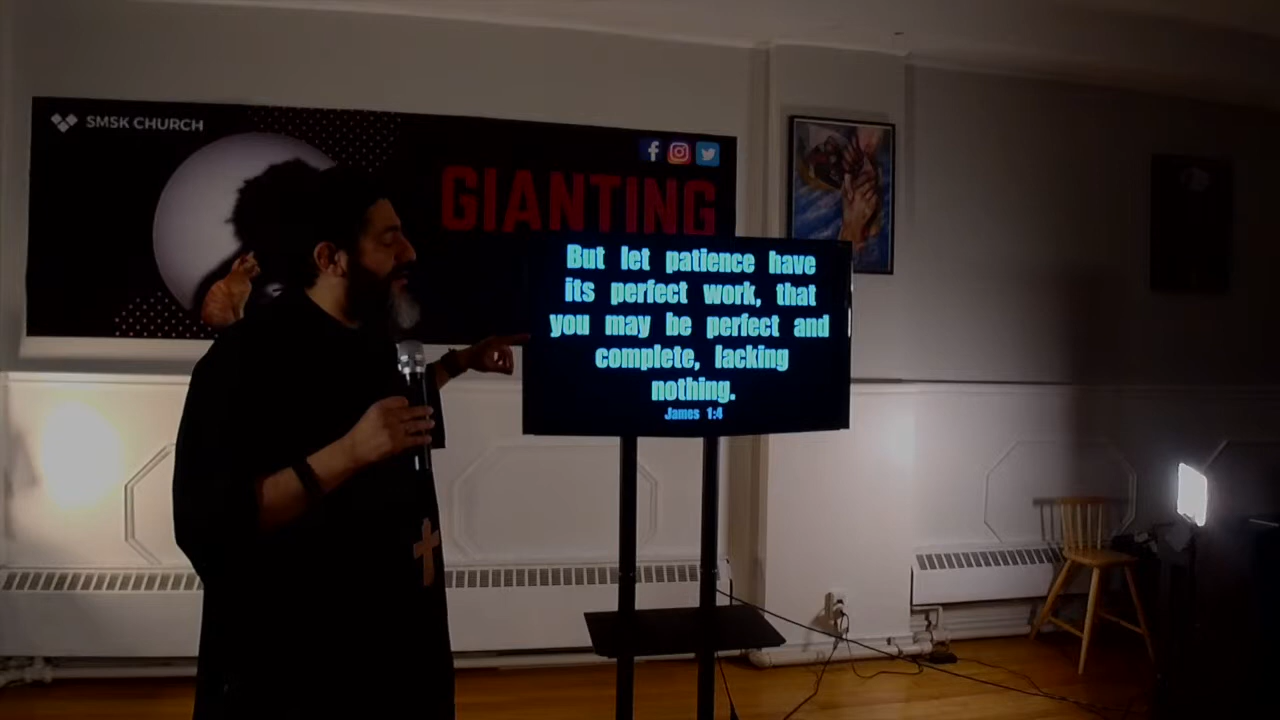 SMSK CHURCH
GIANTING
But let patience have
its perfect work, that
you may be perfect and
complete, lacking
nothing.
James 1:4